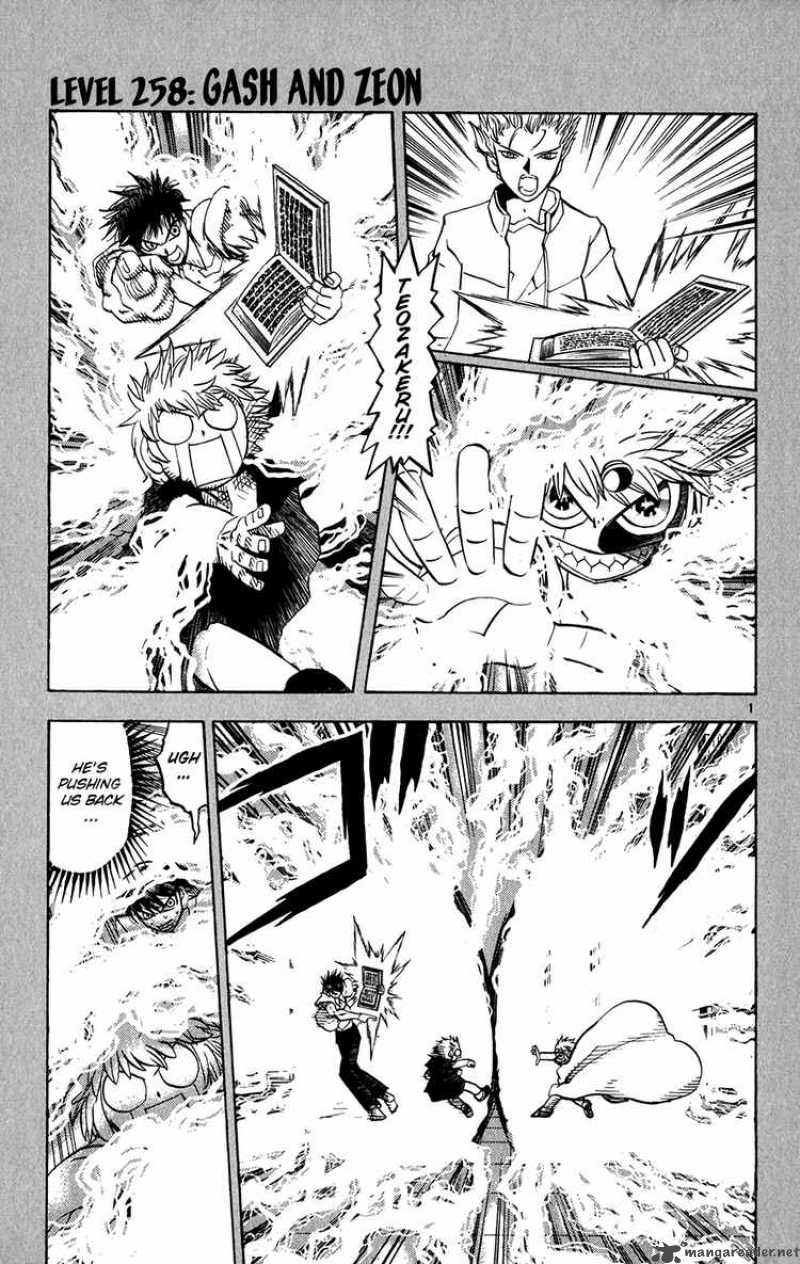 LEVEL 258: GASH AND ZEON
TEOZAKERU!!!
1
UGH
...
HE'S
PUSHING
US BACK
...
mangareader.net